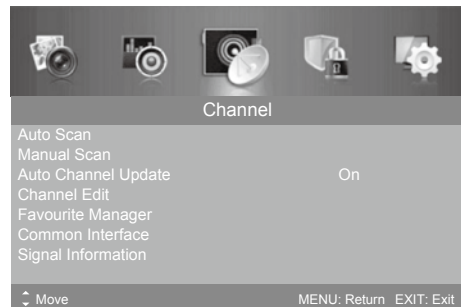 Channel
Auto Scan
Manual Scan
Auto Channel Update On
Channel Edit
Favourite Manager
Common Interface
Signal Information
Move MENU: Return EXIT: Exit